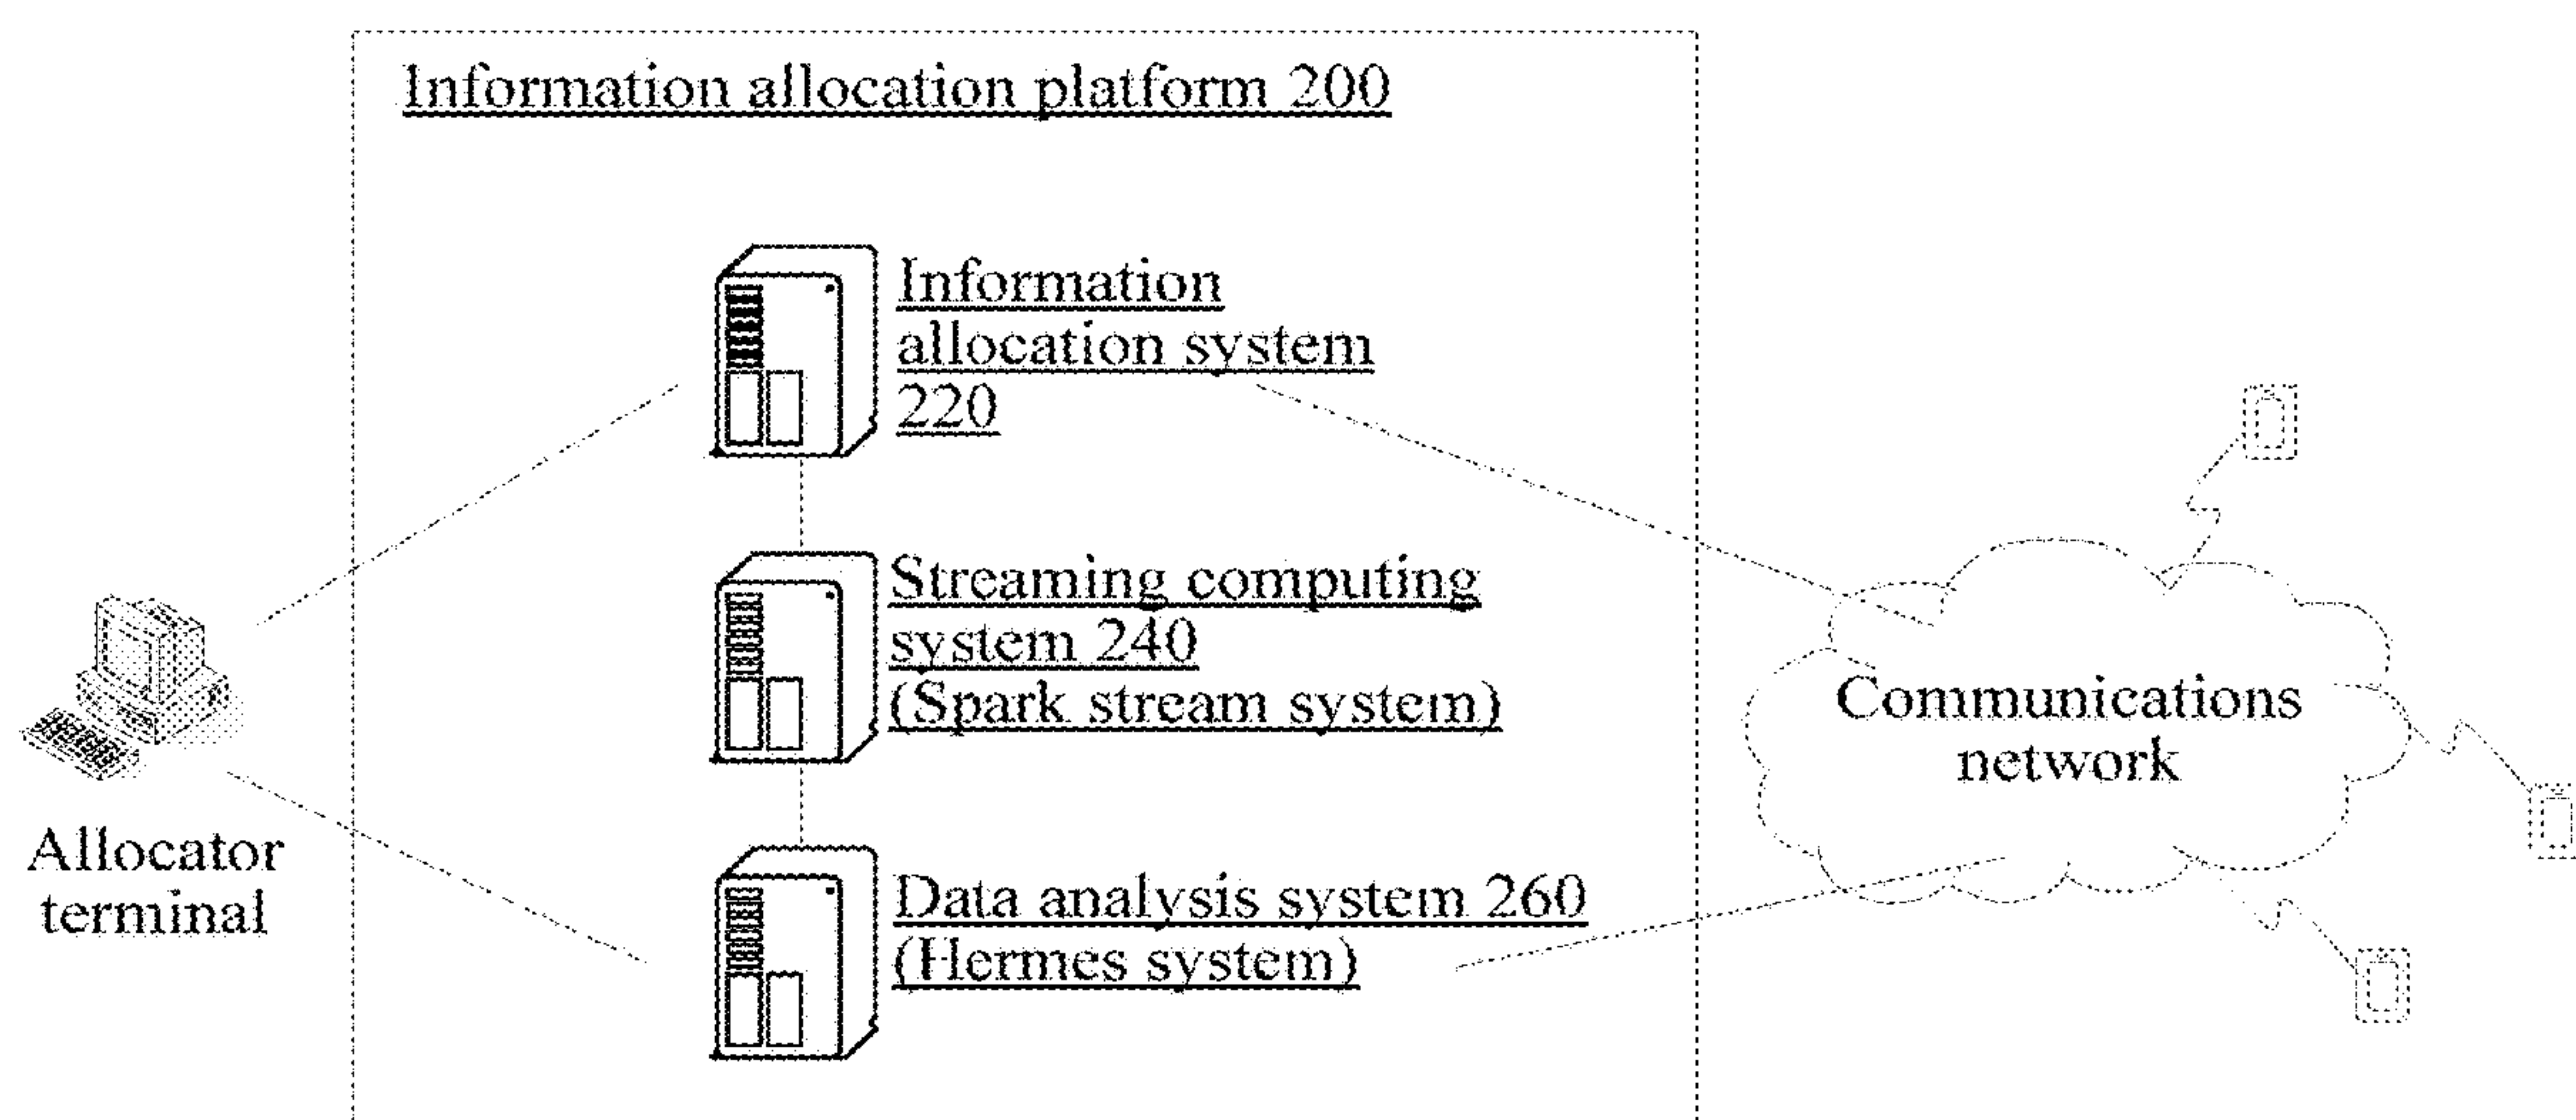 Information allocation platform 200
Information
allocation system
220
Streaming computing
system 240
(Spark stream system)
Communications
network
Allocator
terminal
Data analysis system 260
(Hermes system)